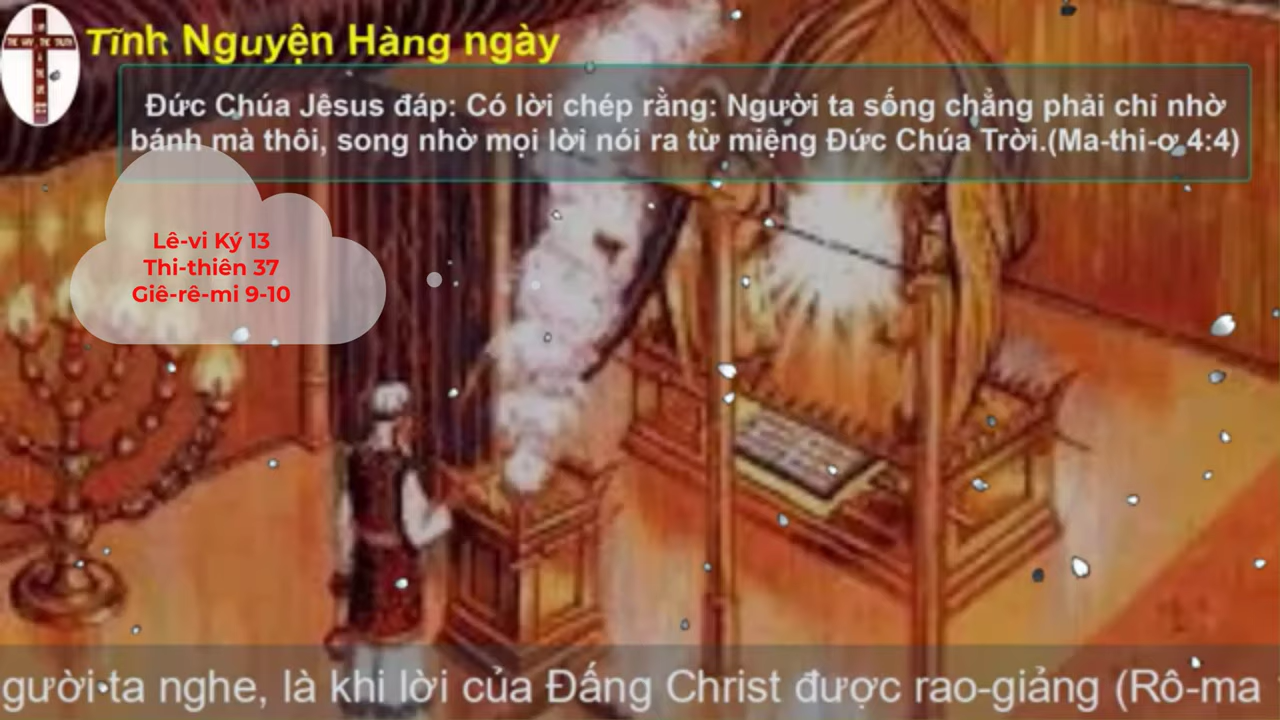 Tĩnh Nguyện Hàng ngày
Đức Chúa Jêsus đáp: Có lời chép rằng: Người ta sống chẳng phải chỉ nhờ
bánh mà thôi, song nhờ mọi lời nói ra từ miệng Đức Chúa Trời.(Ma-thi-ơ 4:4)
Lê-vi Ký 13
Thi-thiên 37
Giê-rê-mi 9-10
gười ta nghe, là khi lời của Đấng Christ được rao-giảng (Rô-ma